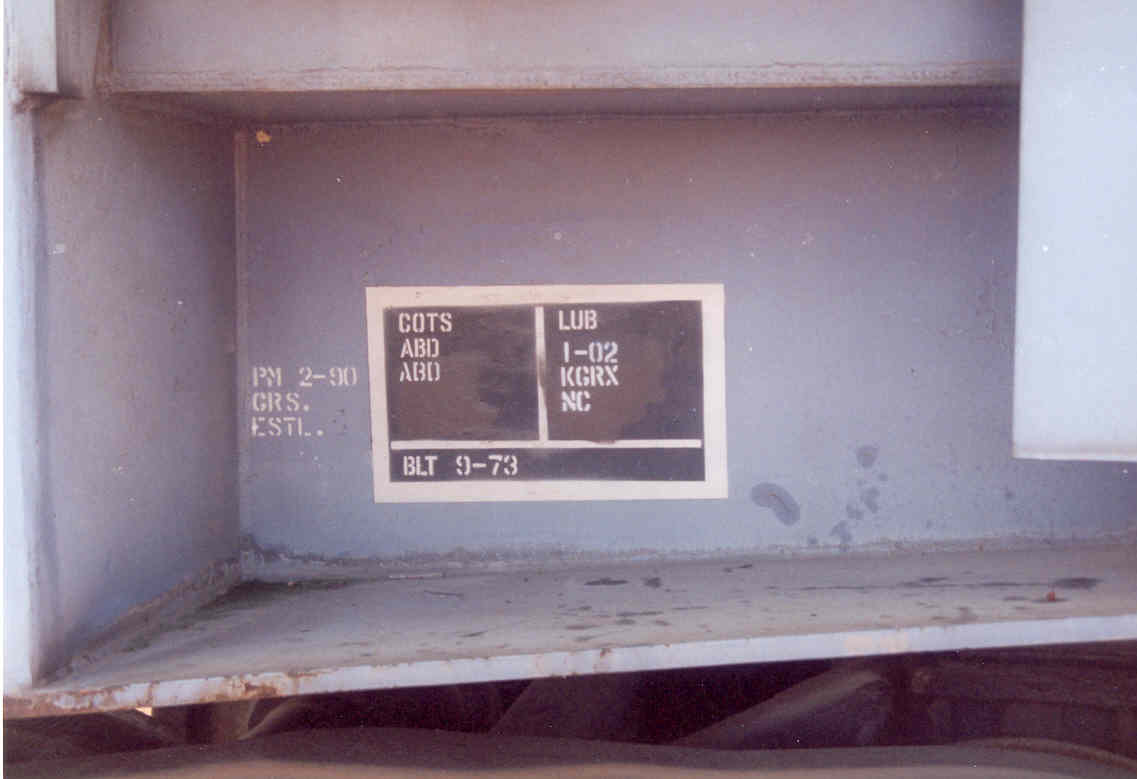 PM 2-90
GRS.
ESTL.
COTS
ABD
ABD
LUB
1-02
KGRX
NC
BLT 9-73